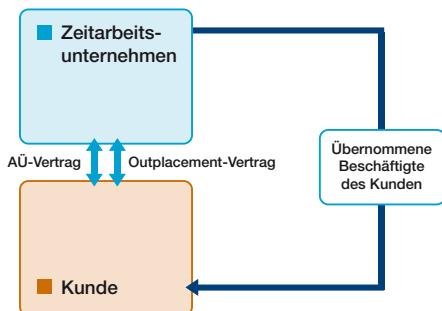 Zeitarbeits-
unternehmen
AÜ-Vertrag
Outplacement-Vertrag
Übernommene
Beschäftigte
des Kunden
Kunde